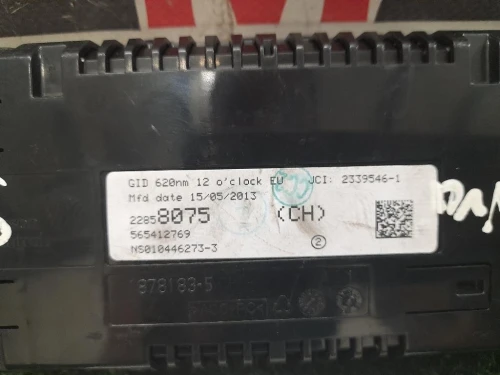 GID 620nm 12 o'clock EU JCI: 2339546-1
Mfd date 15/05/2013
22858075 (CH)
565412769
NS010446273-3
2
878183-5